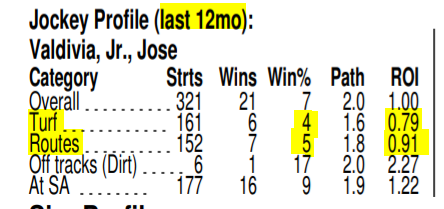 Jockey Profile (last 12mo):
Valdivia, Jr., Jose
Category Strts Wins Win% Path ROI
Overall . . . . . . . . . . 321 21 7 2.0 1.00
Turf . . . . . . . . . . . . . 161 6 4 1.6 0.79
Routes . . . . . . . . . . 152 7 5 1.8 0.91
Off tracks (Dirt) . . . . . 6 1 17 2.0 2.27
At SA . . . . . . . . 177 16 9 1.9 1.22